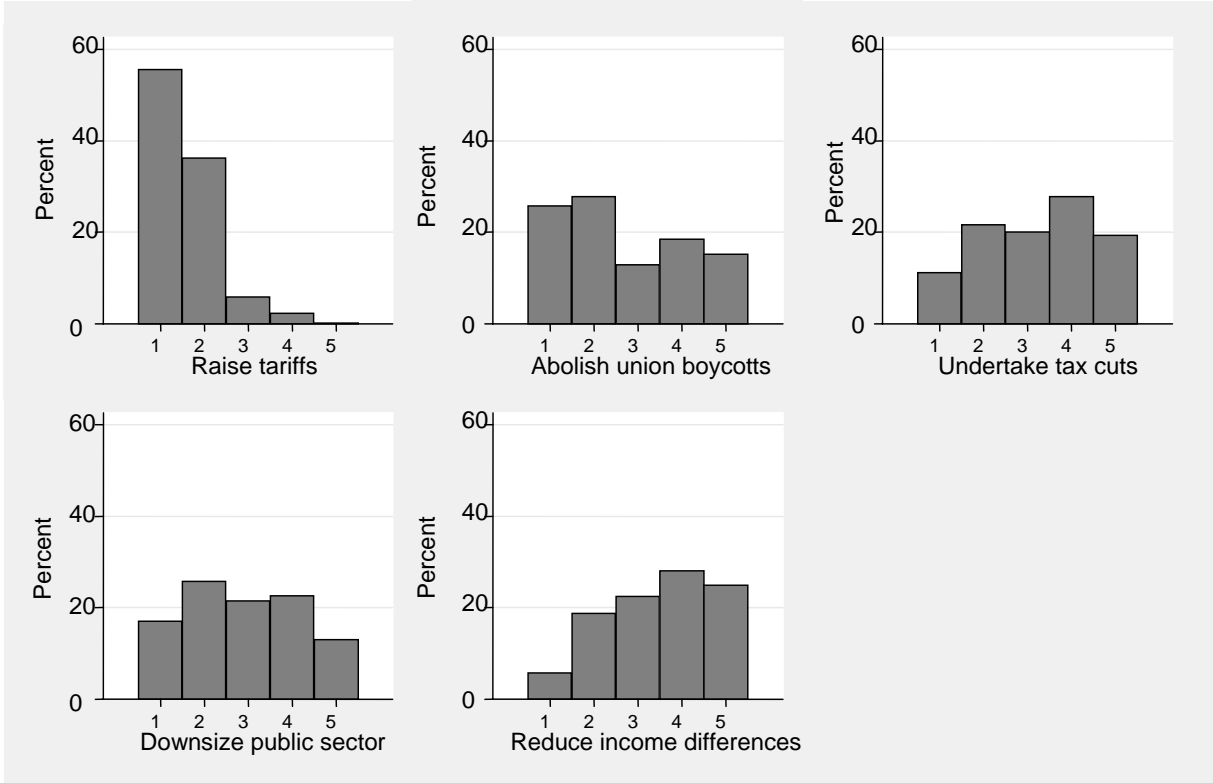 60
40
20
0
Percent
1 2 3 4 5
Raise tariffs
60
40
20
0
Percent
1 2 3 4 5
Abolish union boycotts
60
40
20
0
Percent
1 2 3 4 5
Undertake tax cuts
60
40
20
0
Percent
1 2 3 4 5
Downsize public sector
60
40
20
0
Percent
1 2 3 4 5
Reduce income differences